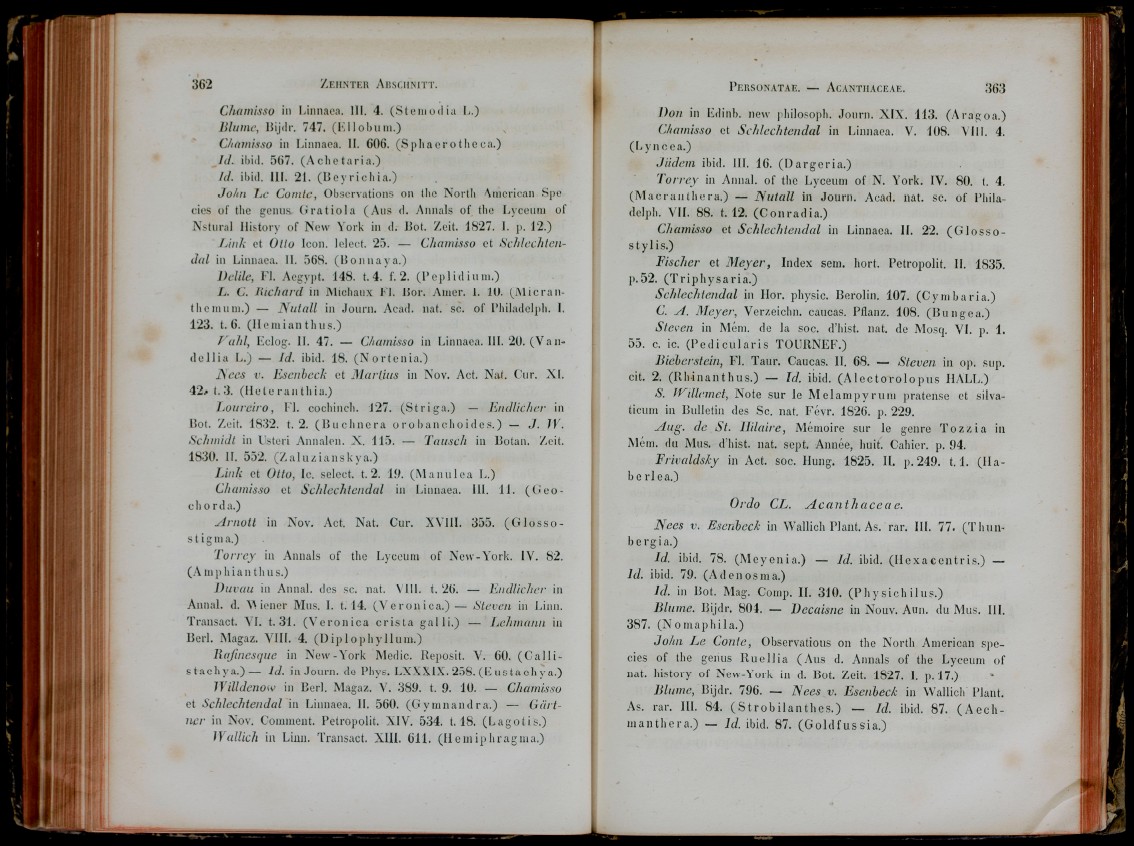 362 ZEHNTER ABSCHNITT.
Chamisso in Linnaea. III. 4. (Stemodia L.)
Blume, Bijdr. 747. (Ellobum.)
Chamisso in Linnaea. II. 606. (Sphaerotheca.)
Id. ibid. 567. (Achetaria.)
Id. ibid. III. 21. (Beyrichia.)
John Le Comte, Observations on the North American Spe
cies of the genus Gratiola (Aus d. Annals of the Lyceum of
Nstural History of New York in d. Bot. Zeit. 1827. I. p. 12.)
Link et Otto Icon. lelect. 25. — Chamisso et Schlechten-
dal in Linnaea. II. 568. (Bonnaya.)
Delile, Fl. Aegypt. 148. t. 4. f. 2. (Peplidium.)
L. C. Richard in Michaux Fl. Bor. Amer. I. 10. (Micran-
themum.) — Nutall in Journ. Acad. nat. sc. of Philadelph. I.
123. t. 6. (Hemianthus.)
Vahl, Eclog. II. 47. — Chamisso in Linnaea. III. 20. (Van-
dellia L.) — Id. ibid. 18. (Nortenia.)
Nees v. Esenbeck et Martius in Nov. Act. Nat. Cur. XI.
42, t. 3. (Heteranthia.)
Loureiro, Fl. cochinch. 127. (Striga.) — Endlicher in
Bot. Zeit. 1832. t. 2. (Buchnera orobanchoides.) — J. W.
Schmidt in Usteri Annalen. X. 115. — Tausch in Botan. Zeit.
1830. II. 552. (Zaluzianskya.)
Link et Otto, Ic. select. t. 2. 19. (Manulea L.)
Chamisso et Schlechtendal in Linnaea. III. 11. (Geo-
chorda.)
Arnott in Nov. Act. Nat. Cur. XVIII. 355. (Glosso-
stigma.)
Torrey in Annals of the Lyceum of New-York. IV. 82.
(Amphianthus.)
Duvau in Annal. des sc. nat. VIII. t. 26. — Endlicher in
Annal. d. Wiener Mus. I. t. 14. (Veronica.) — Steven in Linn.
Transact. VI. t. 31. (Veronica crista galli.) — Lehmann in
Berl. Magaz. VIII. 4. (Diplophyllum.)
Rafinesque in New-York Medic. Reposit. V. 60. (Calli-
stachya.) — Id. in Journ. de Phys. LXXXIX. 258. (Eustachya.)
Willdenow in Berl. Magaz. V. 389. t. 9. 10. — Chamisso
et Schlechtendal in Linnaea. II. 560. (Gymnandra.) — Gärt-
ner in Nov. Comment. Petropolit. XIV. 534. t. 18. (Lagotis.)
Wallich in Linn. Transact. XIII. 611. (Hemiphragma.)
PERSONATAE. — ACANTHACEAE. 363
Don in Edinb. new philosoph. Journ. XIX. 113. (Aragoa.)
Chamisso et Schlechtendal in Linnaea. V. 108. VIII. 4.
(Lyncea.)
Jüdem ibid. III. 16. (Dargeria.)
Torrey in Annal. of the Lyceum of N. York. IV. 80. t. 4.
(Macranthera.) — Nutall in Journ. Acad. nat. sc. of Phila-
delph. VII. 88. t. 12. (Conradia.)
Chamisso et Schlechtendal in Linnaea. II. 22. (Glosso-
stylis.)
Fischer et Meyer, Index sem. hort. Petropolit. II. 1835.
p. 52. (Triphysaria.)
Schlechtendal in Hor. physic. Berolin. 107. (Cymbaria.)
C. A. Meyer, Verzeichn. caucas. Pflanz. 108. (Bungea.)
Steven in Mém. de la soc. d'hist. nat. de Mosq. VI. p. 1.
55. c. ic. (Pedicularis TOURNEF.)
Bieberstein, Fl. Taur. Caucas. II. 68. — Steven in op. sup.
cit. 2. (Rhinanthus.) — Id. ibid. (Alectorolopus HALL.)
S. Willemet, Note sur le Melampyrum pratense et silva-
ticum in Bulletin des Sc. nat. Févr. 1826. p. 229.
Aug. de St. Hilaire, Mémoire sur le genre Tozzia in
Mém. du Mus. d'hist. nat. sept. Année, huit. Cahier. p. 94.
Frivaldsky in Act. soc. Hung. 1825. II. p. 249. t. 1. (Ha-
berlea.)
Ordo CL. Acanthaceae.
Nees v. Esenbeck in Wallich Plant. As. rar. III. 77. (Thun-
bergia.)
Id. ibid. 78. (Meyenia.) — Id. ibid. (Hexacentris.) —
Id. ibid. 79. (Adenosma.)
Id. in Bot. Mag. Comp. II. 310. (Physichilus.)
Blume. Bijdr. 804. — Decaisne in Nouv. Ann. du Mus. III.
387. (Nomaphila.)
John Le Conte, Observations on the North American spe-
cies of the genus Ruellia (Aus d. Annals of the Lyceum of
nat. history of New-York in d. Bot. Zeit. 1827. I. p. 17.)
Blume, Bijdr. 796. — Nees v. Esenbeck in Wallich Plant.
As. rar. III. 84. (Strobilanthes.) — Id. ibid. 87. (Aech-
manthera.) — Id. ibid. 87. (Goldfussia.)